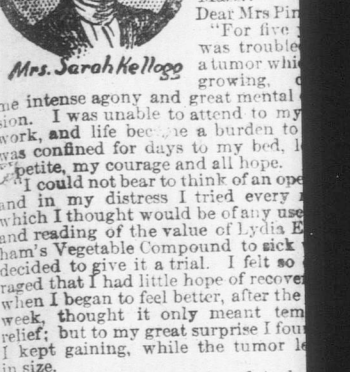 Dear Mrs Pin
"For five
was trouble
a tumor whi
growing,
Mrs. Sarah Kellogg
ne intense agony and great mental
sion. I was unable to attend to my
work, and life a burden to
was confined for days to my bed, l
petite, my courage and all hope.
"I could not bear to think of an ope
and in my distress I tried every
which I thought would be of any use
and reading of the value of Lydia E
ham's Vegetable Compound to sick
decided to give it a trial. I felt so
raged that I had little hope of recover
when I began to feel better, after the
week, thought it only meant tem
relief; but to my great surprise I fou
I kept gaining, while the tumor le
in size.